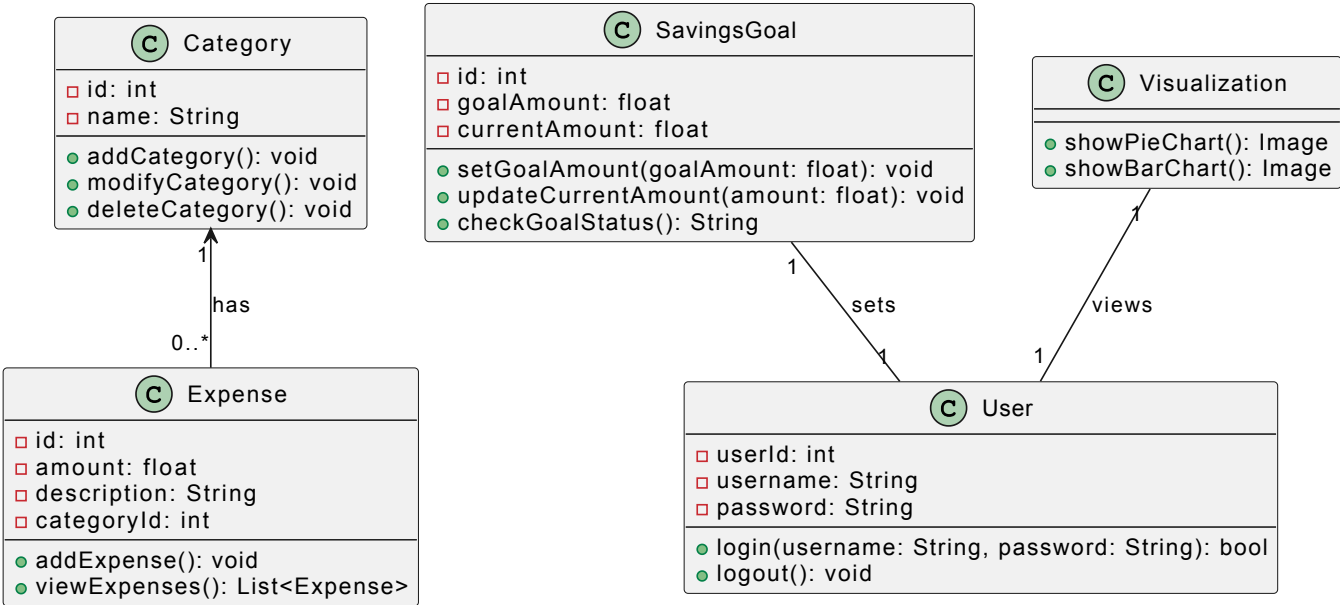 C Category
id: int
name: String
addCategory(): void
modifyCategory(): void
deleteCategory(): void
C SavingsGoal
id: int
goalAmount: float
currentAmount: float
setGoalAmount(goalAmount: float): void
updateCurrentAmount(amount: float): void
checkGoalStatus(): String
C Visualization
showPieChart(): Image
showBarChart(): Image
1
has
0..*
1
sets
1
1
views
1
C Expense
id: int
amount: float
description: String
categoryId: int
addExpense(): void
viewExpenses(): List<Expense>
C User
userId: int
username: String
password: String
login(username: String, password: String): bool
logout(): void